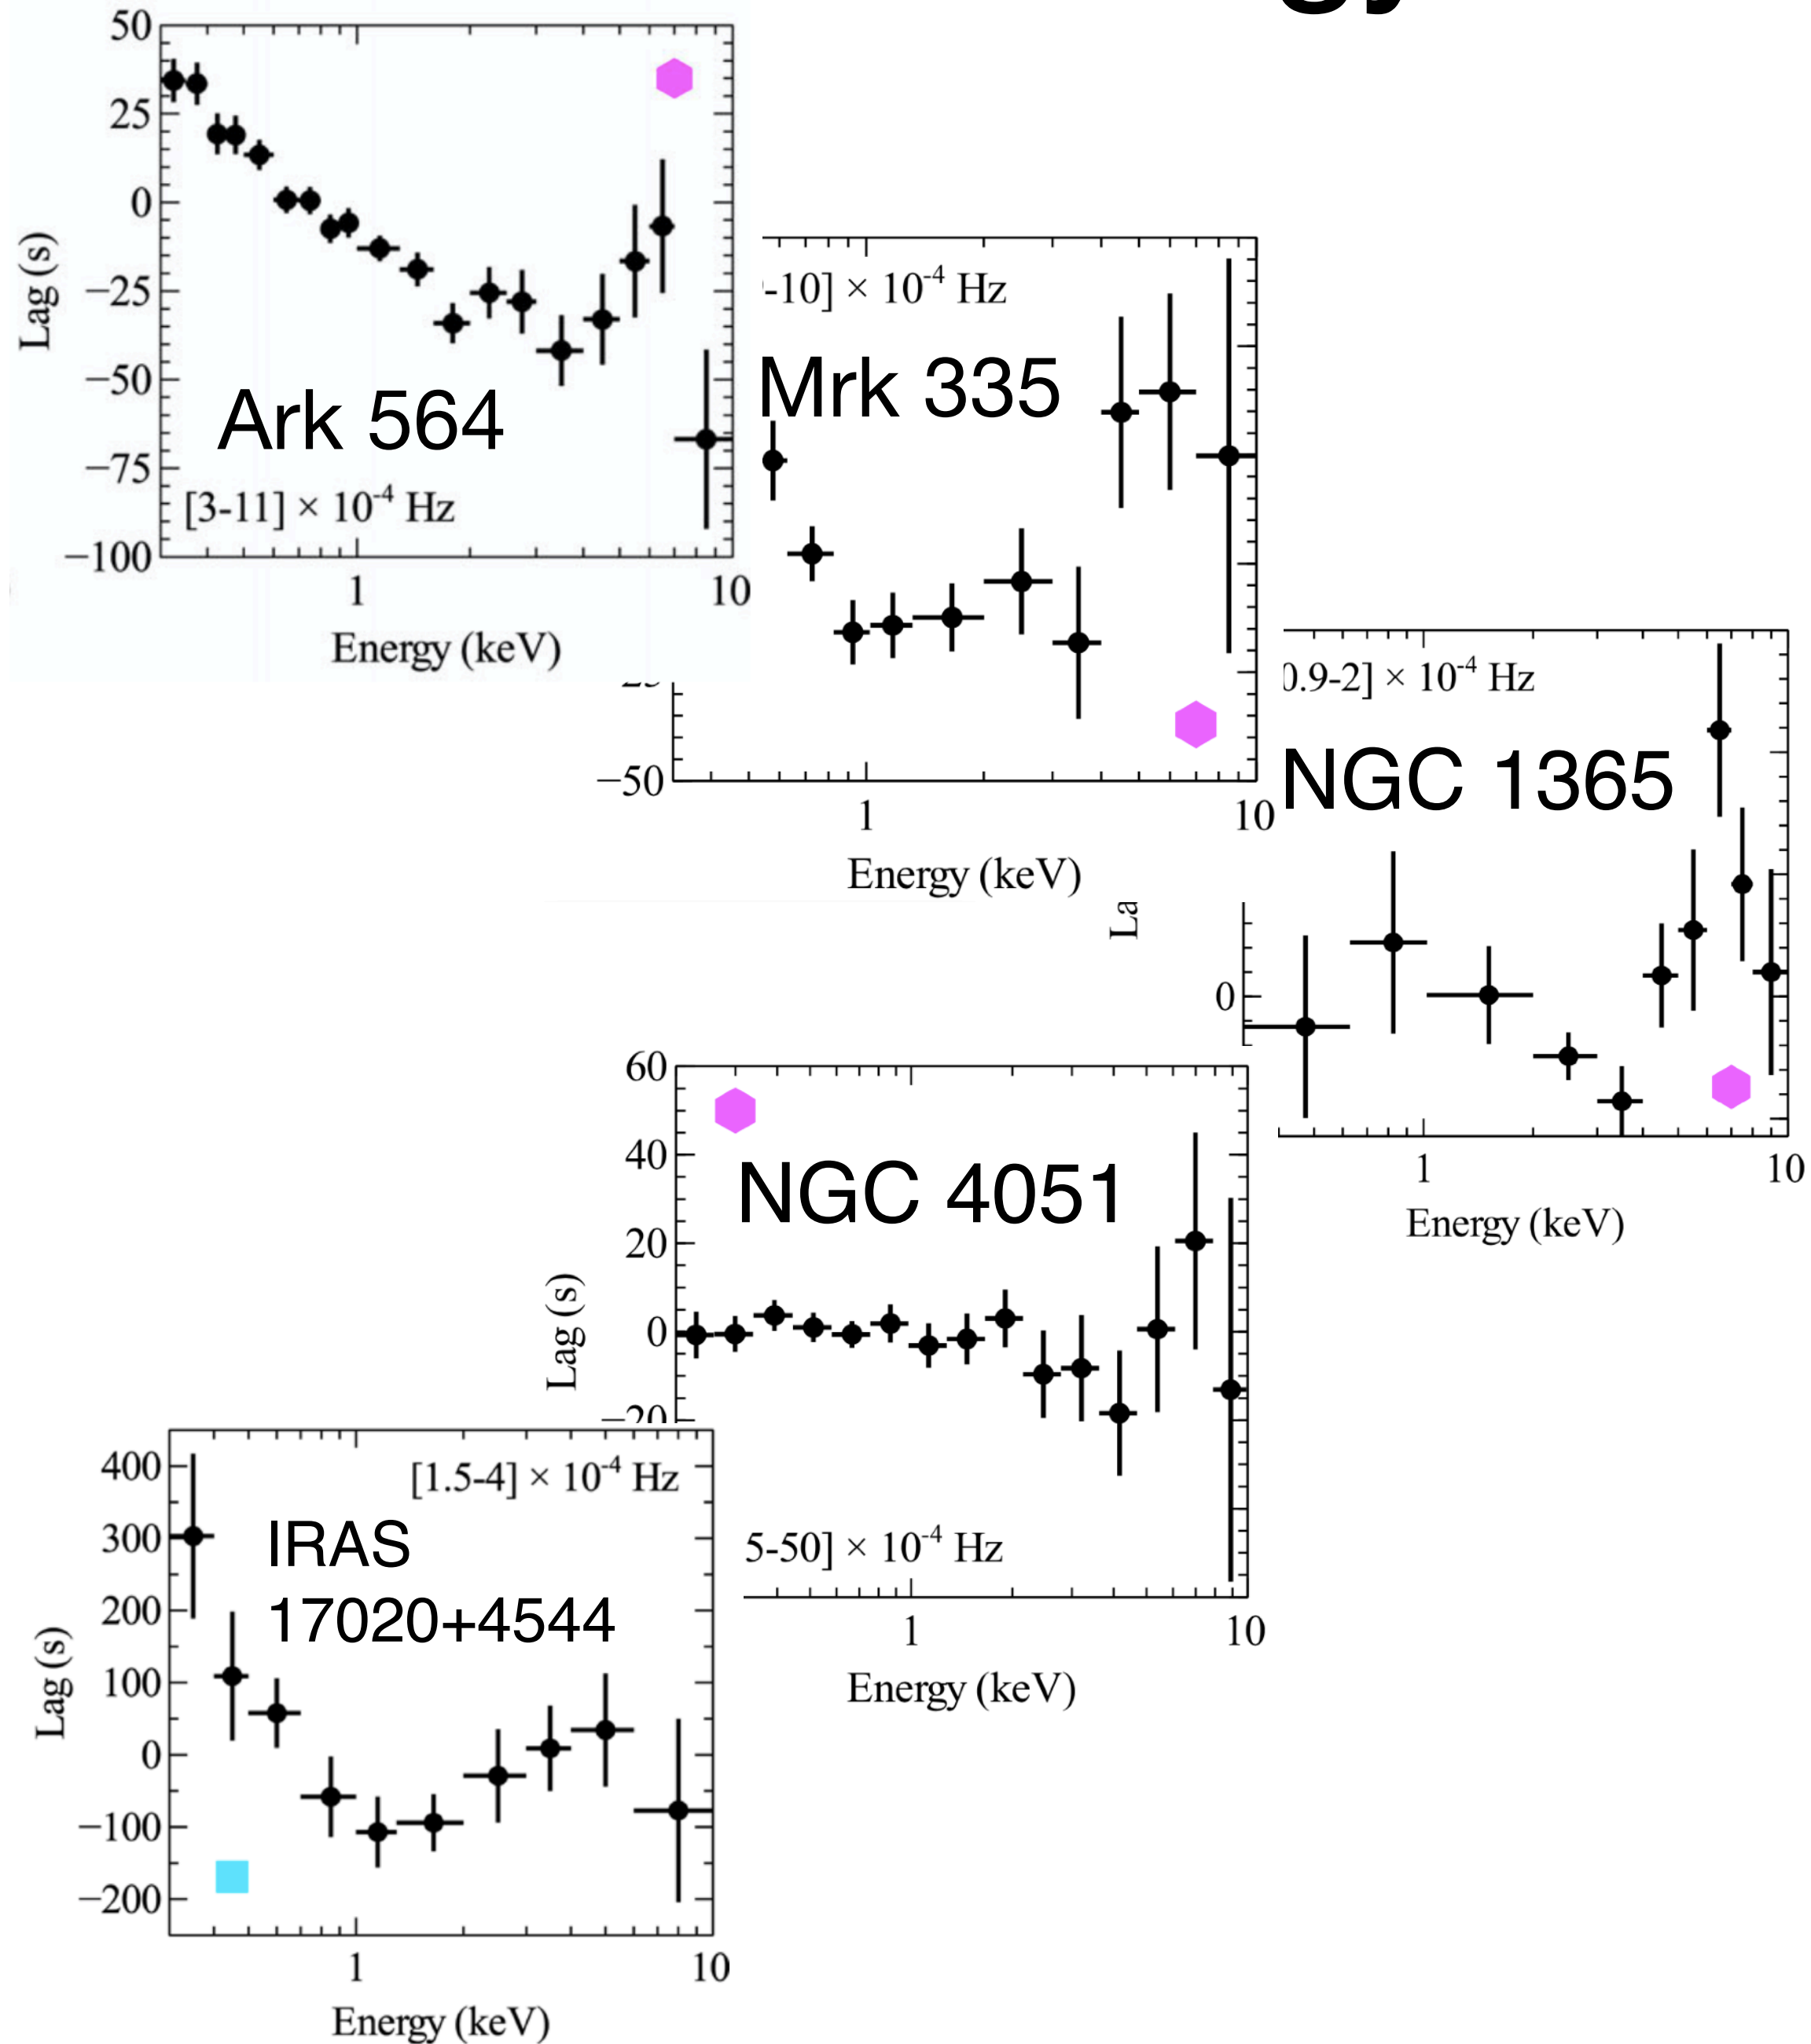 50
25
0
−25
−50
−75
−100
Lag (s)
Ark 564
[3-11] × 10⁻⁴ Hz
1
10
Energy (keV)
-10] × 10⁻⁴ Hz
Mrk 335
−50
1
10
Energy (keV)
0.9-2] × 10⁻⁴ Hz
NGC 1365
La
0
1
10
Energy (keV)
60
40
20
0
−20
Lag (s)
NGC 4051
5-50] × 10⁻⁴ Hz
1
10
Energy (keV)
400
300
200
100
0
−100
−200
Lag (s)
[1.5-4] × 10⁻⁴ Hz
IRAS
17020+4544
1
10
Energy (keV)